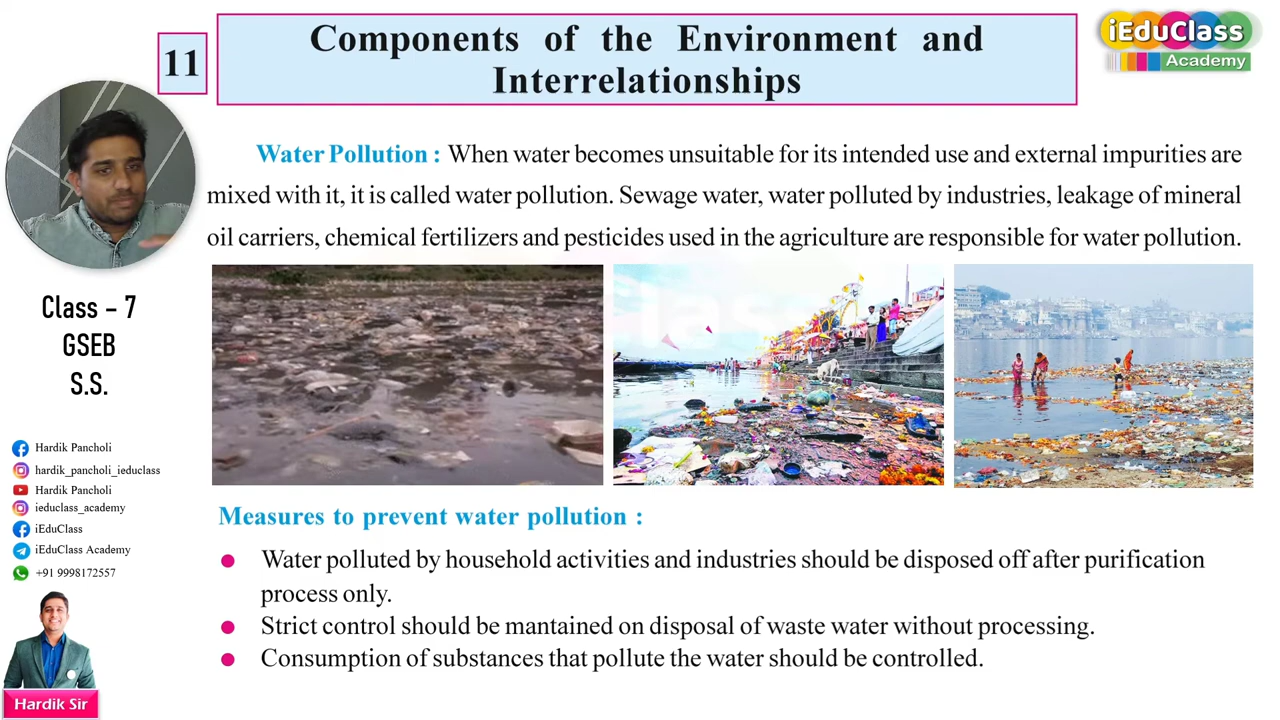 11
Components of the Environment and
Interrelationships
iEduClass
Academy
Water Pollution : When water becomes unsuitable for its intended use and external impurities are
mixed with it, it is called water pollution. Sewage water, water polluted by industries, leakage of mineral
oil carriers, chemical fertilizers and pesticides used in the agriculture are responsible for water pollution.
Class - 7
GSEB
S.S.
Hardik Pancholi
hardik_pancholi_ieduclass
Hardik Pancholi
ieduclass_academy
iEduClass
iEduClass Academy
+91 9998172557
Hardik Sir
Measures to prevent water pollution :
Water polluted by household activities and industries should be disposed off after purification
process only.
Strict control should be mantained on disposal of waste water without processing.
Consumption of substances that pollute the water should be controlled.